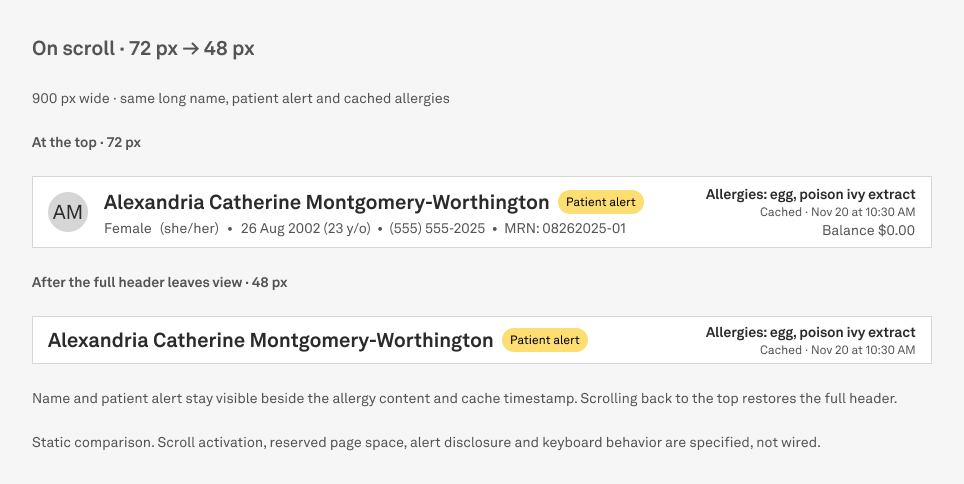 On scroll · 72 px → 48 px
900 px wide · same long name, patient alert and cached allergies
At the top · 72 px
AM
Alexandria Catherine Montgomery-Worthington Patient alert
Female (she/her) • 26 Aug 2002 (23 y/o) • (555) 555-2025 • MRN: 08262025-01
Allergies: egg, poison ivy extract
Cached · Nov 20 at 10:30 AM
Balance $0.00
After the full header leaves view · 48 px
Alexandria Catherine Montgomery-Worthington Patient alert
Allergies: egg, poison ivy extract
Cached · Nov 20 at 10:30 AM
Name and patient alert stay visible beside the allergy content and cache timestamp. Scrolling back to the top restores the full header.
Static comparison. Scroll activation, reserved page space, alert disclosure and keyboard behavior are specified, not wired.